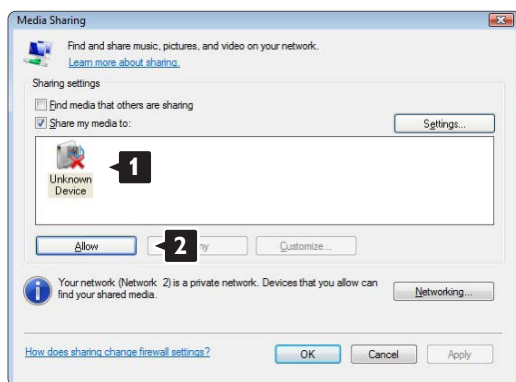 Media Sharing
Find and share music, pictures, and video on your network.
Learn more about sharing.
Sharing settings
Find media that others are sharing
Share my media to:
Settings...
1
Unknown
Device
Allow
2
Customize...
Your network (Network 2) is a private network. Devices that you allow can
find your shared media.
Networking...
How does sharing change firewall settings?
OK
Cancel
Apply